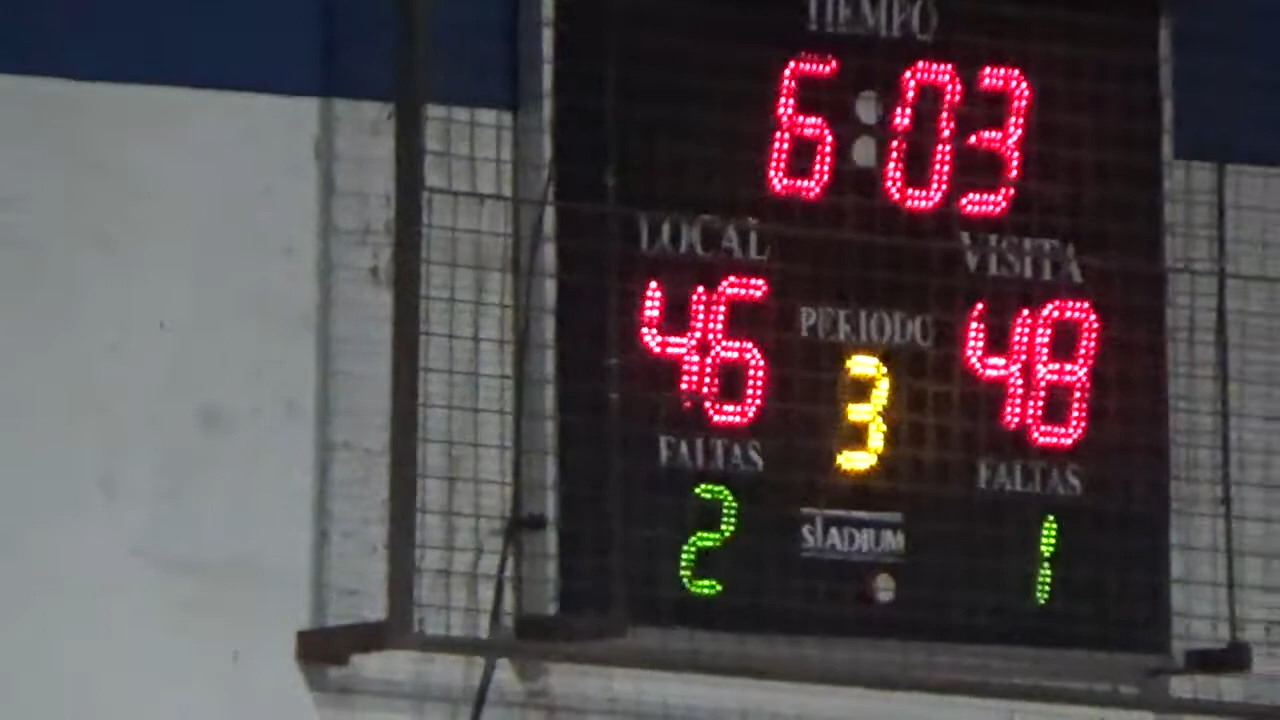 TIEMPO
6:03
LOCAL
VISITA
46
PERIODO
48
3
FALTAS
FALTAS
2
STADIUM
1